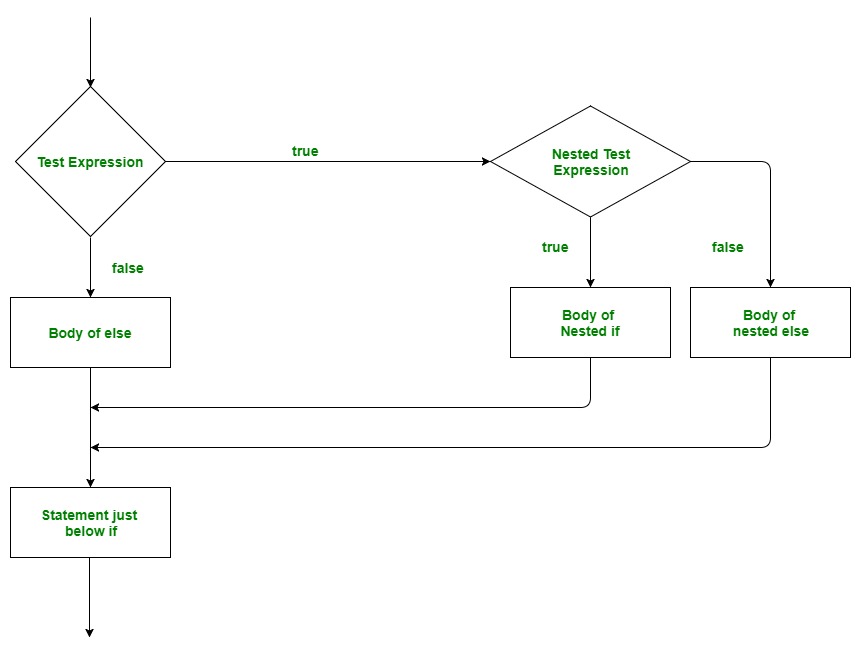 true
Test Expression
Nested Test
Expression
true
false
false
Body of else
Body of
Nested if
Body of
nested else
Statement just
below if